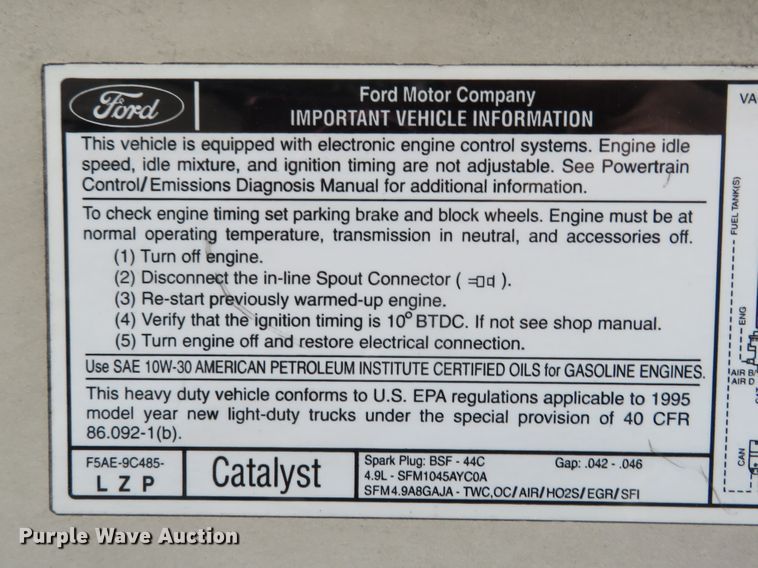 Ford
Ford Motor Company
IMPORTANT VEHICLE INFORMATION
This vehicle is equipped with electronic engine control systems. Engine idle
speed, idle mixture, and ignition timing are not adjustable. See Powertrain
Control/Emissions Diagnosis Manual for additional information.
To check engine timing set parking brake and block wheels. Engine must be at
normal operating temperature, transmission in neutral, and accessories off.
(1) Turn off engine.
(2) Disconnect the in-line Spout Connector ( ).
(3) Re-start previously warmed-up engine.
(4) Verify that the ignition timing is 10° BTDC. If not see shop manual.
(5) Turn engine off and restore electrical connection.
Use SAE 10W-30 AMERICAN PETROLEUM INSTITUTE CERTIFIED OILS for GASOLINE ENGINES.
This heavy duty vehicle conforms to U.S. EPA regulations applicable to 1995
model year new light-duty trucks under the special provision of 40 CFR
86.092-1(b).
F5AE-9C485-
L Z P
Catalyst
Spark Plug: BSF - 44C Gap: .042 - .046
4.9L - SFM1045AYC0A
SFM4.9A8GAJA - TWC,OC/AIR/HO2S/EGR/SFI
VA
FUEL TANK(S)
ENG
AIR B/
AIR D
CAN
Purple Wave Auction